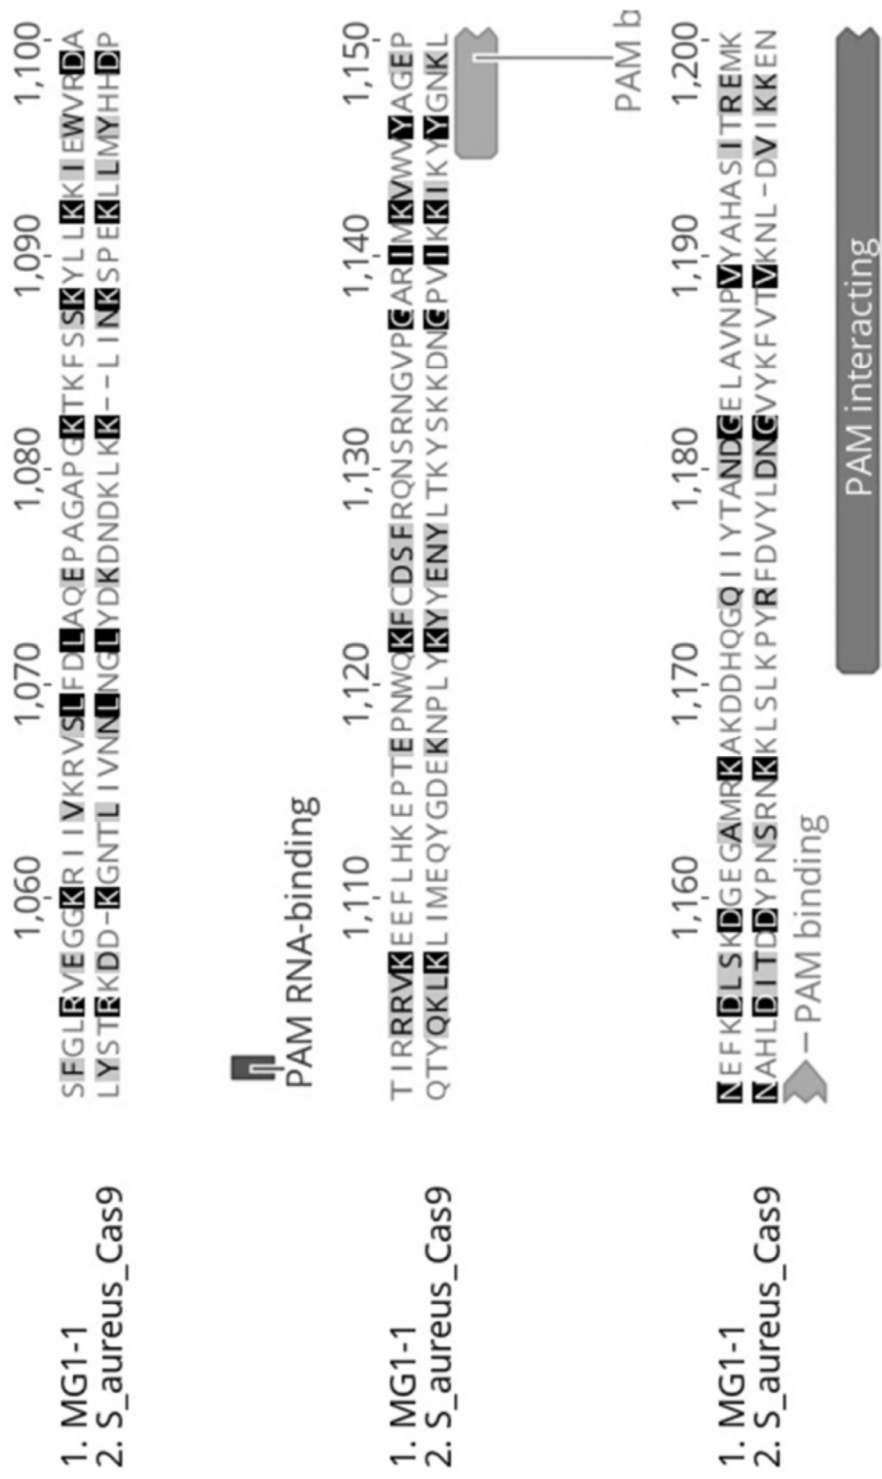 1,060 1,070 1,080 1,090 1,100
1. MG1-1 SFGLRVEGGKRIIVKRVSLFDLAQEPAGAPGKTKFSSKYLLKKIEWVRDA
2. S_aureus_Cas9 LYSTRKDD-KGNTLIVNNLNGLYDKDNDKLKK--LINKSPEKLLMYHHDP
PAM RNA-binding
1,110 1,120 1,130 1,140 1,150
1. MG1-1 TIRRRVKEEFLHKEPTEPNWQKFCDSFRQNSRNGVPGARIMKVWVYAGEP
2. S_aureus_Cas9 QTYQKLKLIMEQYGDEKNPLYKYYENYLTKYSKKDNGPVIKKIKYYGNKL
PAM b
1,160 1,170 1,180 1,190 1,200
1. MG1-1 NEFKDLSKDGEGAMRKAKDDHQGQIIYTANDGELAVNPVYAHASITREMK
2. S_aureus_Cas9 NAHLDITDDYPNSRNKKLSLKPYRFDVYLDNGVYKFVTVKNL-DVIKKEN
PAM binding
PAM interacting